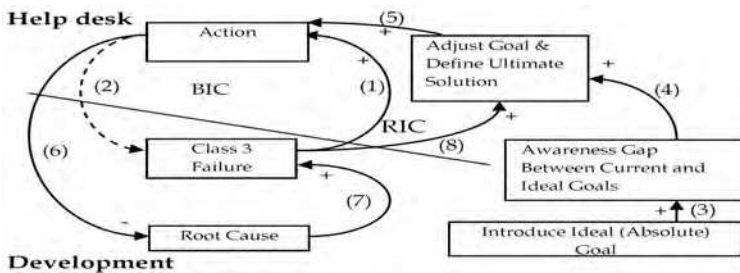 Help desk
Action
(5)
+
+
Adjust Goal &
Define Ultimate
Solution
+
(2)
BIC
(1)
+
(4)
RIC
+
(6)
Class 3
Failure
(8)
Awareness Gap
Between Current and
Ideal Goals
+
(7)
+
(3)
-
Root Cause
Introduce Ideal (Absolute)
Goal
Development